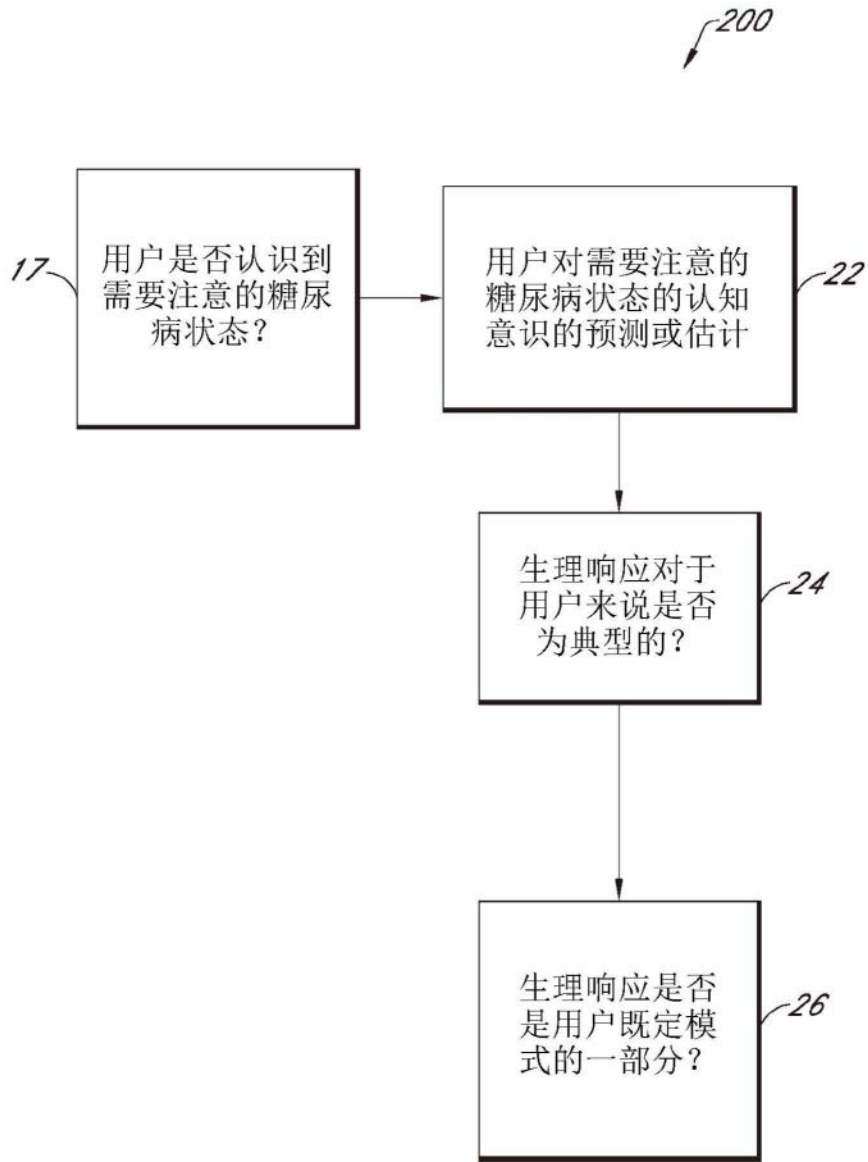 200
17
用户是否认识到
需要注意的糖尿
病状态？
用户对需要注意的
糖尿病状态的认知
意识的预测或估计
22
生理响应对于
用户来说是否
为典型的？
24
生理响应是否
是用户既定模
式的一部分？
26